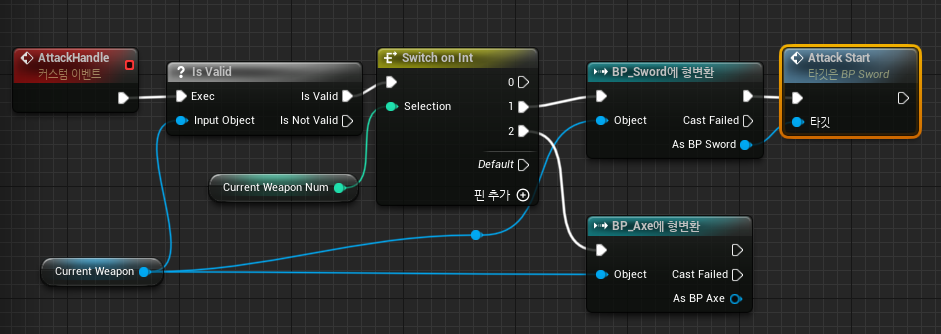 AttackHandle
커스텀 이벤트
? Is Valid
Exec
Is Valid
Input Object
Is Not Valid
Current Weapon Num
Current Weapon
Switch on Int
Selection
0
1
2
Default
핀 추가
BP_Sword에 형변환
Object
Cast Failed
As BP Sword
BP_Axe에 형변환
Object
Cast Failed
As BP Axe
Attack Start
타깃은 BP Sword
타깃